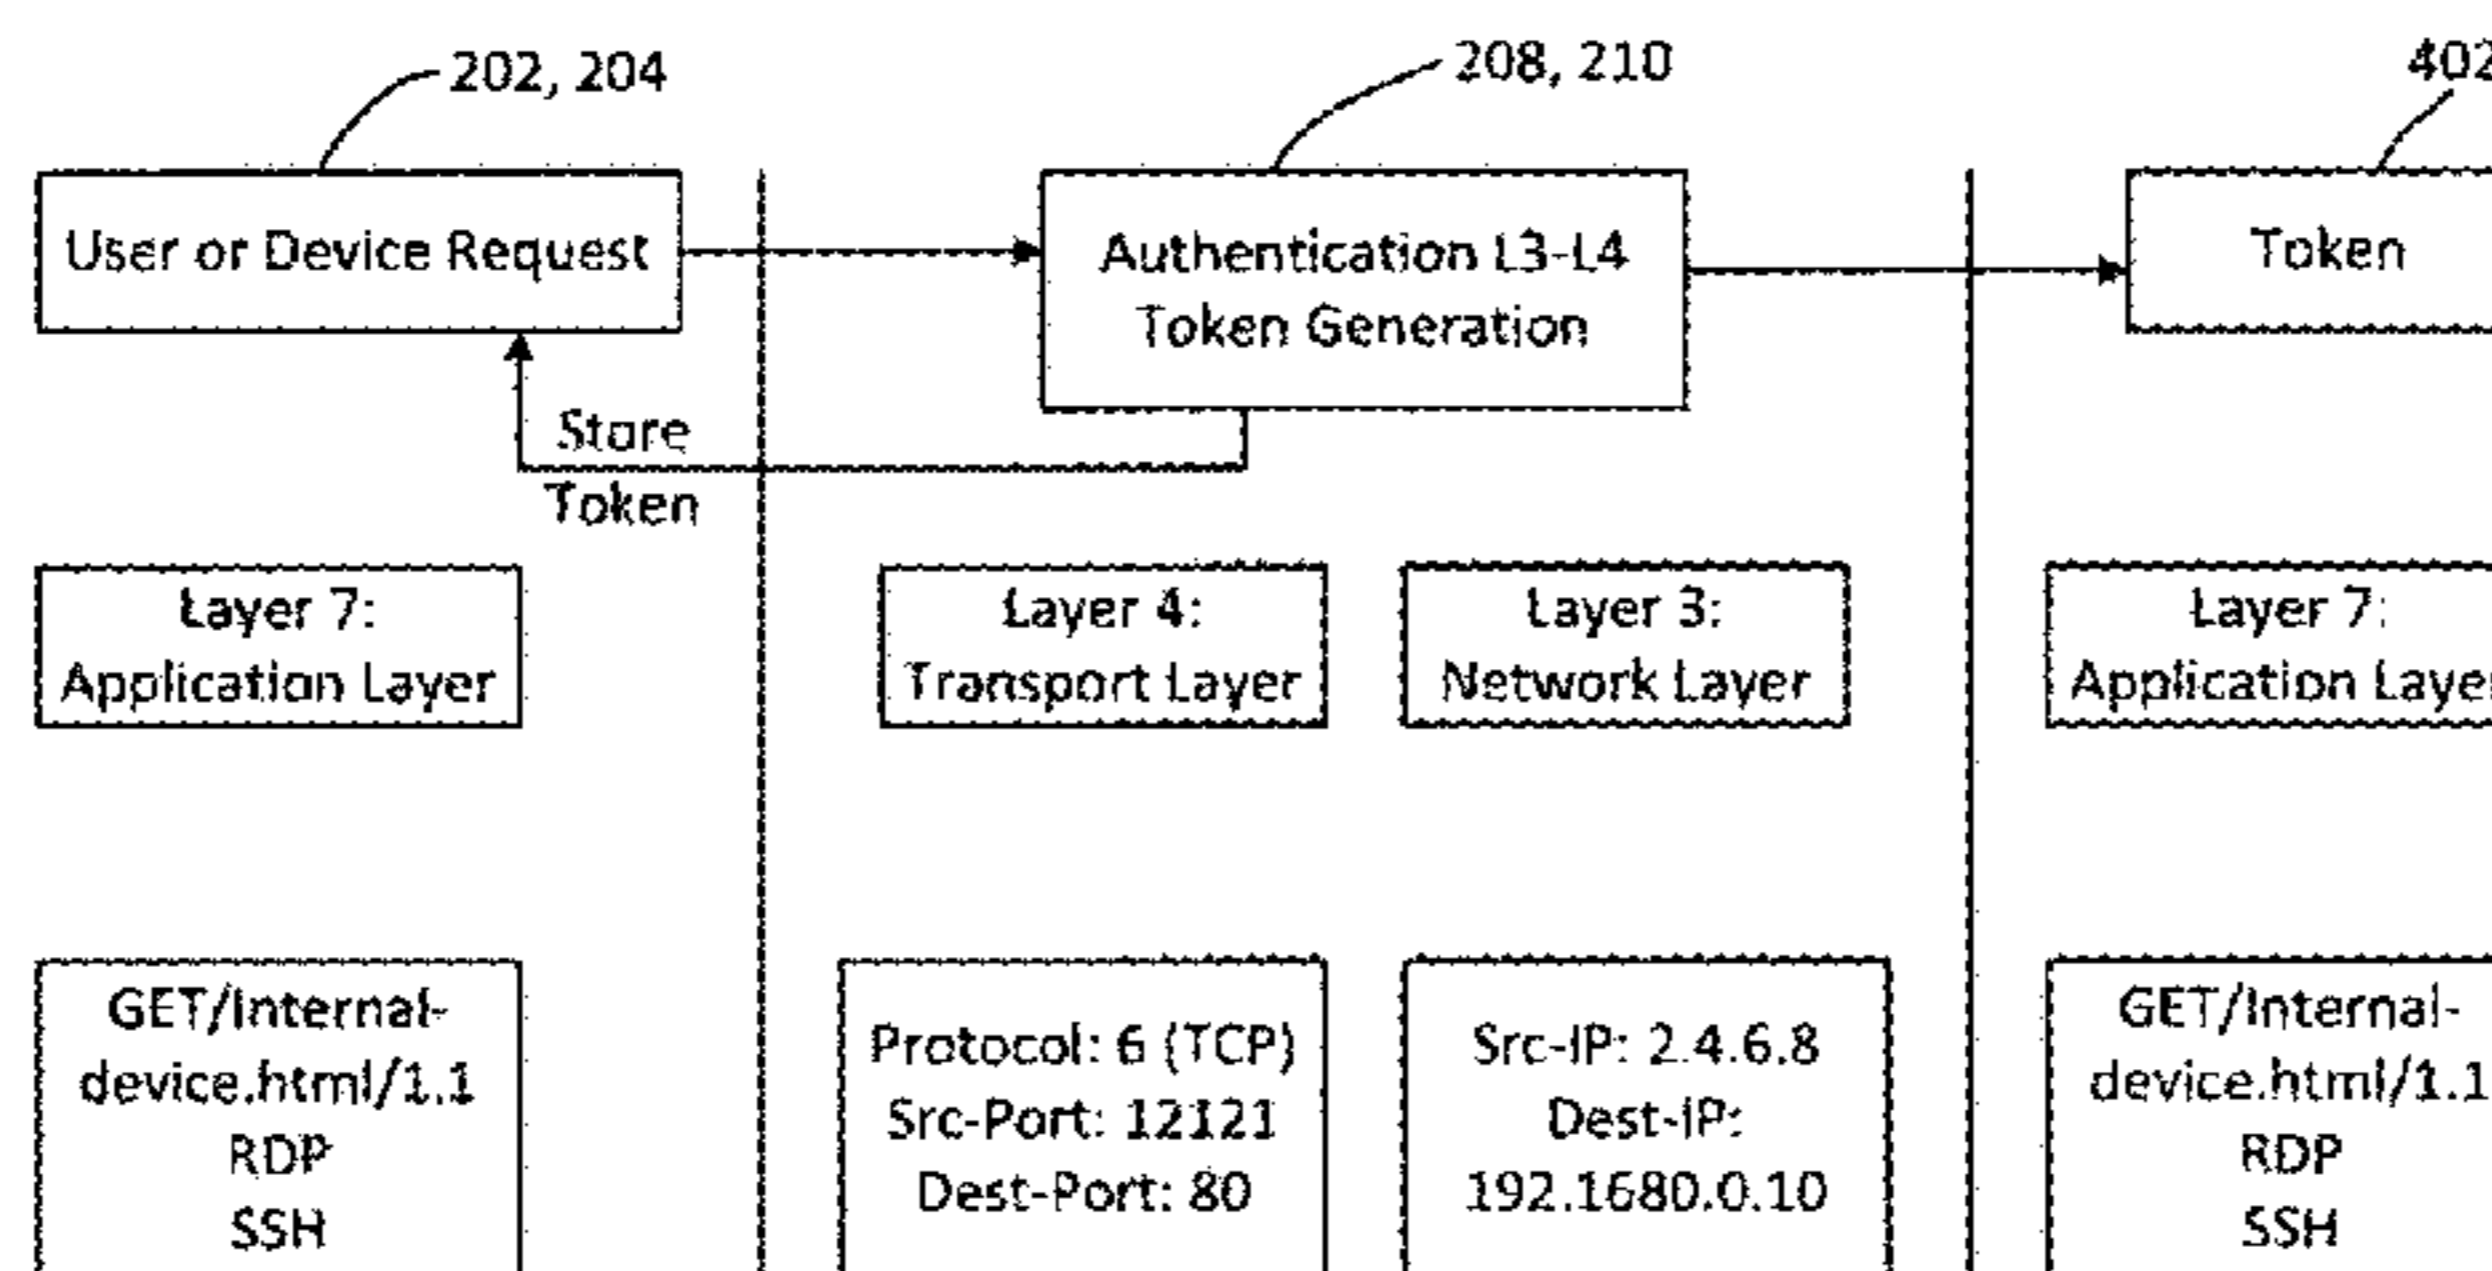 202, 204
208, 210
402
User or Device Request
Authentication L3-L4
Token Generation
Token
Store
Token
Layer 7:
Application Layer
Layer 4:
Transport Layer
Layer 3:
Network Layer
Layer 7:
Application Layer
GET/Internal-
device.html/1.1
RDP
SSH
Protocol: 6 (TCP)
Src-Port: 12121
Dest-Port: 80
Src-IP: 2.4.6.8
Dest-IP:
192.1680.0.10
GET/Internal-
device.html/1.1
RDP
SSH